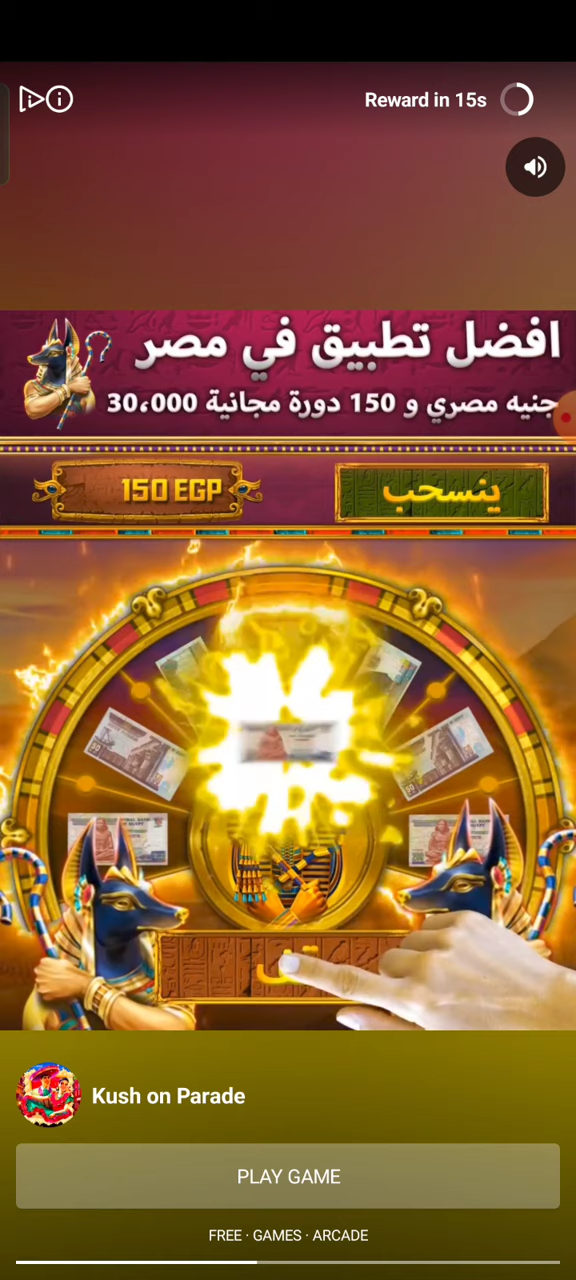 Reward in 15s
افضل تطبيق في مصر
جنيه مصري و 150 دورة مجانية 30،000
150 EGP
ينسحب
Kush on Parade
PLAY GAME
FREE · GAMES · ARCADE